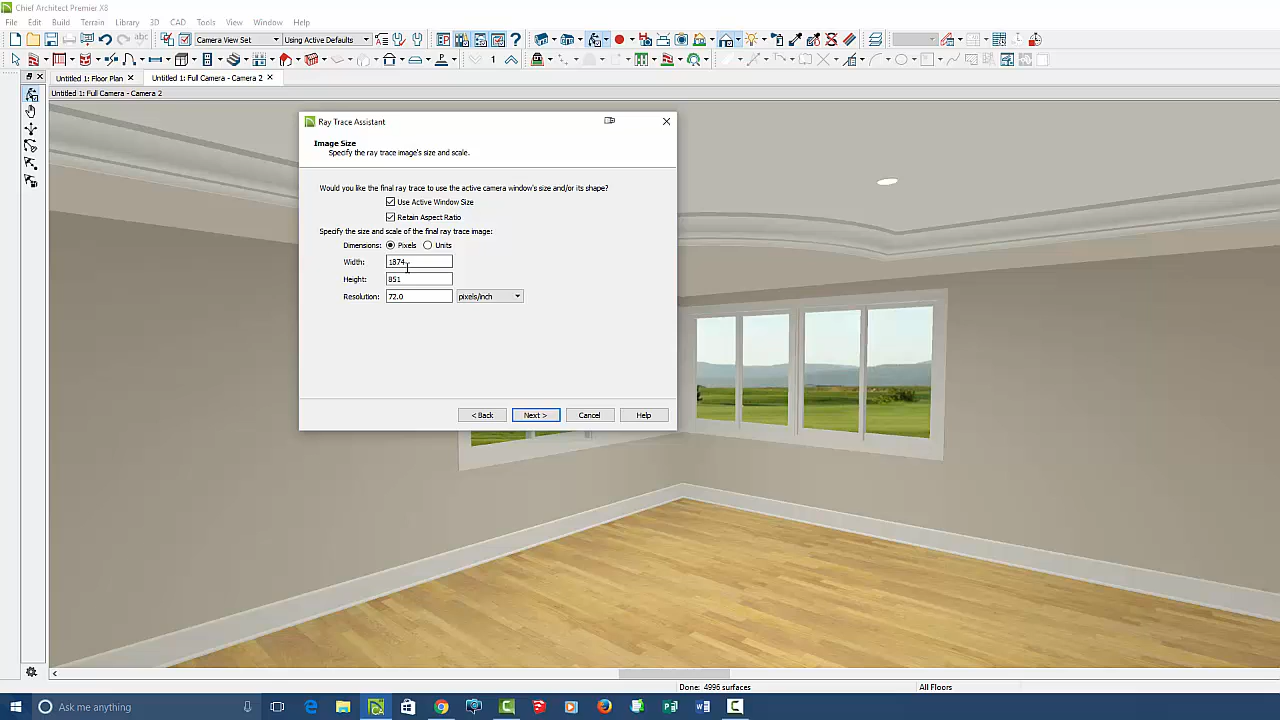 Chief Architect Premier X8
File Edit Build Terrain Library 3D CAD Tools View Window Help
Camera View Set Using Active Defaults
Untitled 1: Floor Plan Untitled 1: Full Camera - Camera 2
Untitled 1: Full Camera - Camera 2
Ray Trace Assistant
Image Size
Specify the ray trace image's size and scale.
Would you like the final ray trace to use the active camera window's size and/or its shape?
Use Active Window Size
Retain Aspect Ratio
Specify the size and scale of the final ray trace image:
Dimensions: Pixels Units
Width: 1874
Height: 851
Resolution: 72.0 pixels/inch
< Back Next > Cancel Help
Done: 4996 surfaces All Floors
Ask me anything